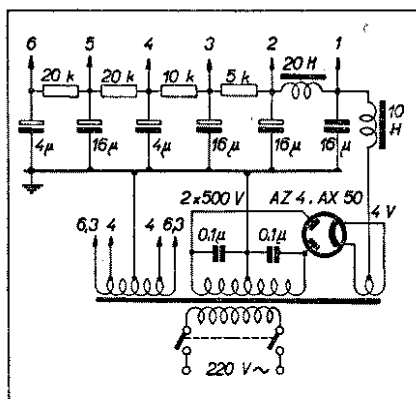 6 5 4 3 2 1
20 H
20 k 20 k 10 k 5 k
10 H
4µ 16µ 4µ 16µ 16µ 16µ
2×500 V AZ 4, AX 50
4 V
6,3 4 4 6,3
0,1µ 0,1µ
220 V~